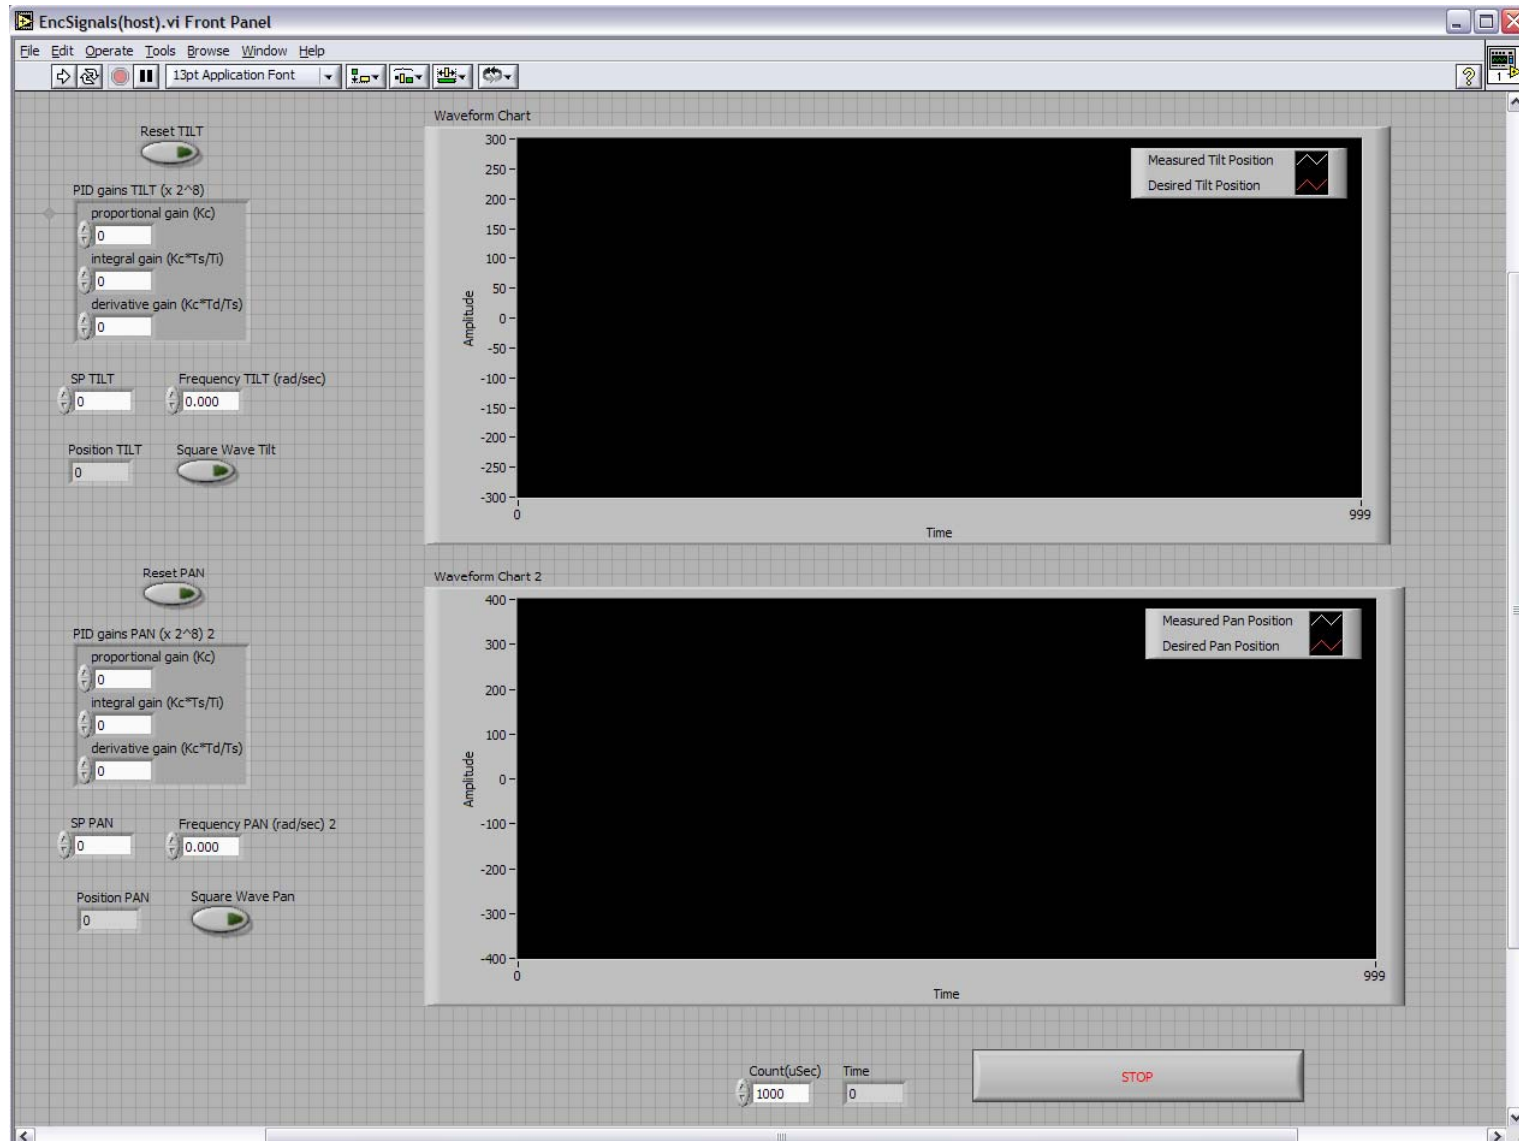 EncSignals(host).vi Front Panel
File Edit Operate Tools Browse Window Help
13pt Application Font
?
1
Reset TILT
PID gains TILT (x 2^8)
proportional gain (Kc)
0
integral gain (Kc*Ts/Ti)
0
derivative gain (Kc*Td/Ts)
0
SP TILT
0
Frequency TILT (rad/sec)
0.000
Position TILT
0
Square Wave Tilt
Waveform Chart
Measured Tilt Position
Desired Tilt Position
Amplitude
300
250
200
150
100
50
0
-50
-100
-150
-200
-250
-300
0
999
Time
Reset PAN
PID gains PAN (x 2^8) 2
proportional gain (Kc)
0
integral gain (Kc*Ts/Ti)
0
derivative gain (Kc*Td/Ts)
0
SP PAN
0
Frequency PAN (rad/sec) 2
0.000
Position PAN
0
Square Wave Pan
Waveform Chart 2
Measured Pan Position
Desired Pan Position
Amplitude
400
300
200
100
0
-100
-200
-300
-400
0
999
Time
Count(uSec)
1000
Time
0
STOP